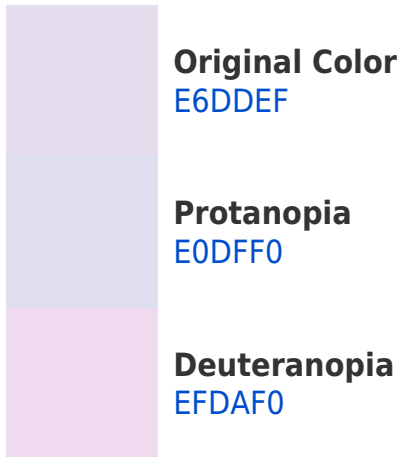 Original Color
E6DDEF
Protanopia
E0DFF0
Deuteranopia
EFDAF0